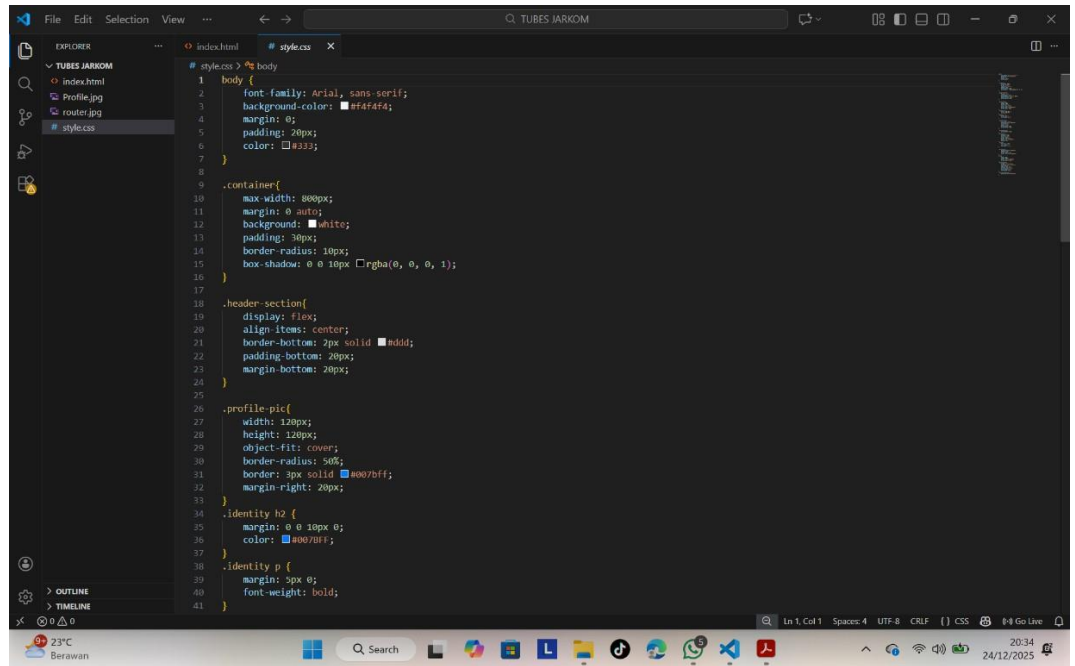 File Edit Selection View ... TUBES JARKOM
EXPLORER ...
index.html # style.css
TUBES JARKOM
index.html
Profile.jpg
router.jpg
# style.css
# style.css > body
1 body {
2 font-family: Arial, sans-serif;
3 background-color: #f4f4f4;
4 margin: 0;
5 padding: 20px;
6 color: #333;
7 }
8
9 .container{
10 max-width: 800px;
11 margin: 0 auto;
12 background: white;
13 padding: 30px;
14 border-radius: 10px;
15 box-shadow: 0 0 10px rgba(0, 0, 0, 1);
16 }
17
18 .header-section{
19 display: flex;
20 align-items: center;
21 border-bottom: 2px solid #ddd;
22 padding-bottom: 20px;
23 margin-bottom: 20px;
24 }
25
26 .profile-pic{
27 width: 120px;
28 height: 120px;
29 object-fit: cover;
30 border-radius: 50%;
31 border: 3px solid #007bff;
32 margin-right: 20px;
33 }
34 .identity h2 {
35 margin: 0 0 10px 0;
36 color: #007BFF;
37 }
38 .identity p {
39 margin: 5px 0;
40 font-weight: bold;
41 }
OUTLINE
TIMELINE
0 0 Ln 1, Col 1 Spaces: 4 UTF-8 CRLF {} CSS Go Live
23°C
Berawan
Search
5
20:34
24/12/2025